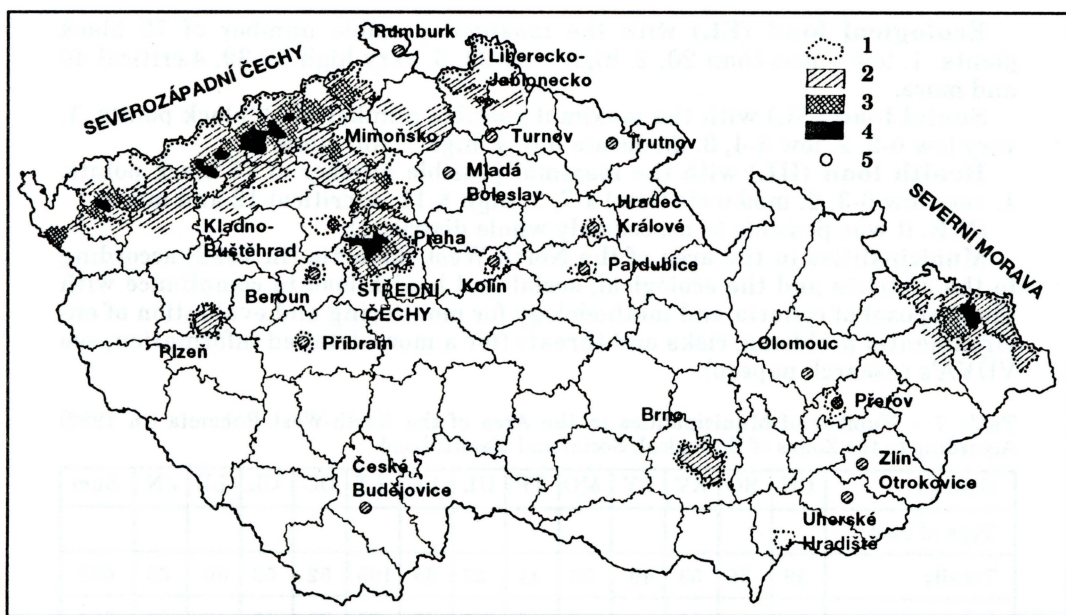 Rumburk
SEVEROZÁPADNÍ ČECHY
Liberecko-
Jablonecko
1
2
3
4
5
Mimoňsko
Turnov
Trutnov
Mladá
Boleslav
Hradec
Králové
Kladno-
Buštěhrad
Praha
Pardubice
Kolín
SEVERNÍ MORAVA
Beroun
STŘEDNÍ
ČECHY
Plzeň
Příbram
Olomouc
Přerov
Brno
Zlín
Otrokovice
České
Budějovice
Uherské
Hradiště